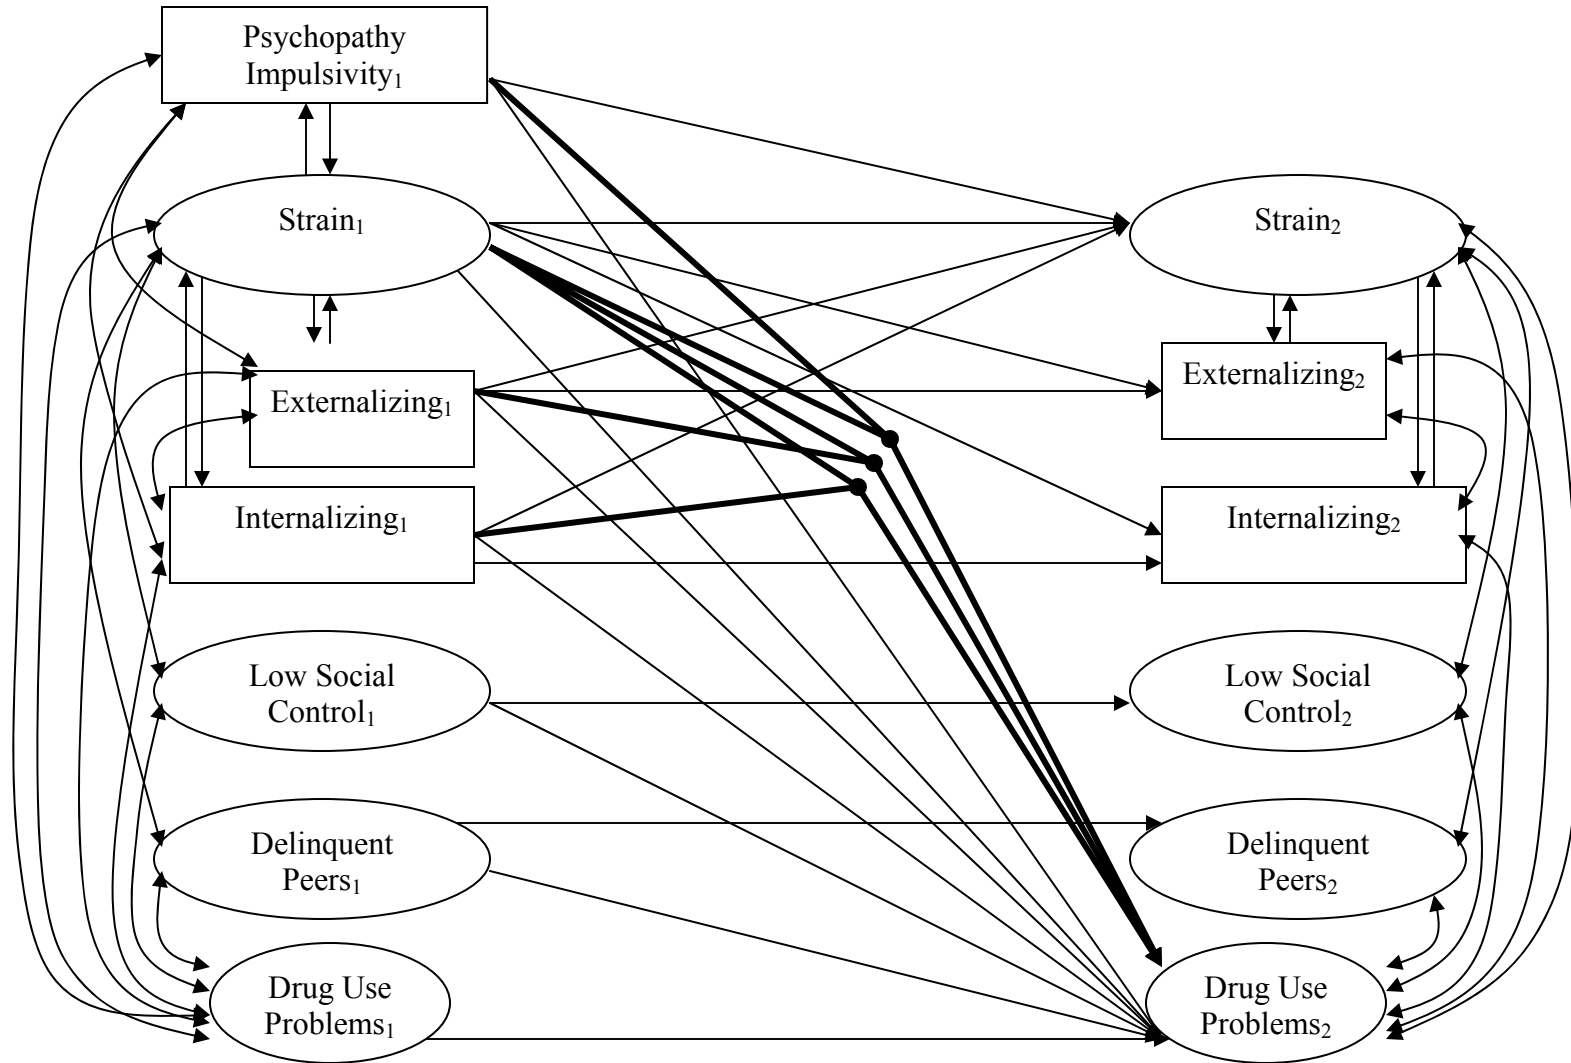 Psychopathy
Impulsivity₁
Strain₁
Strain₂
Externalizing₁
Externalizing₂
Internalizing₁
Internalizing₂
Low Social
Control₁
Low Social
Control₂
Delinquent
Peers₁
Delinquent
Peers₂
Drug Use
Problems₁
Drug Use
Problems₂